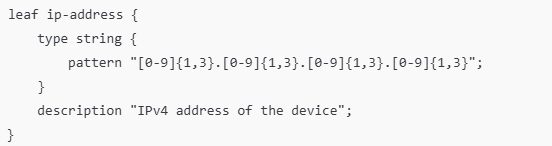 leaf ip-address {
    type string {
        pattern "[0-9]{1,3}.[0-9]{1,3}.[0-9]{1,3}.[0-9]{1,3}";
    }
    description "IPv4 address of the device";
}